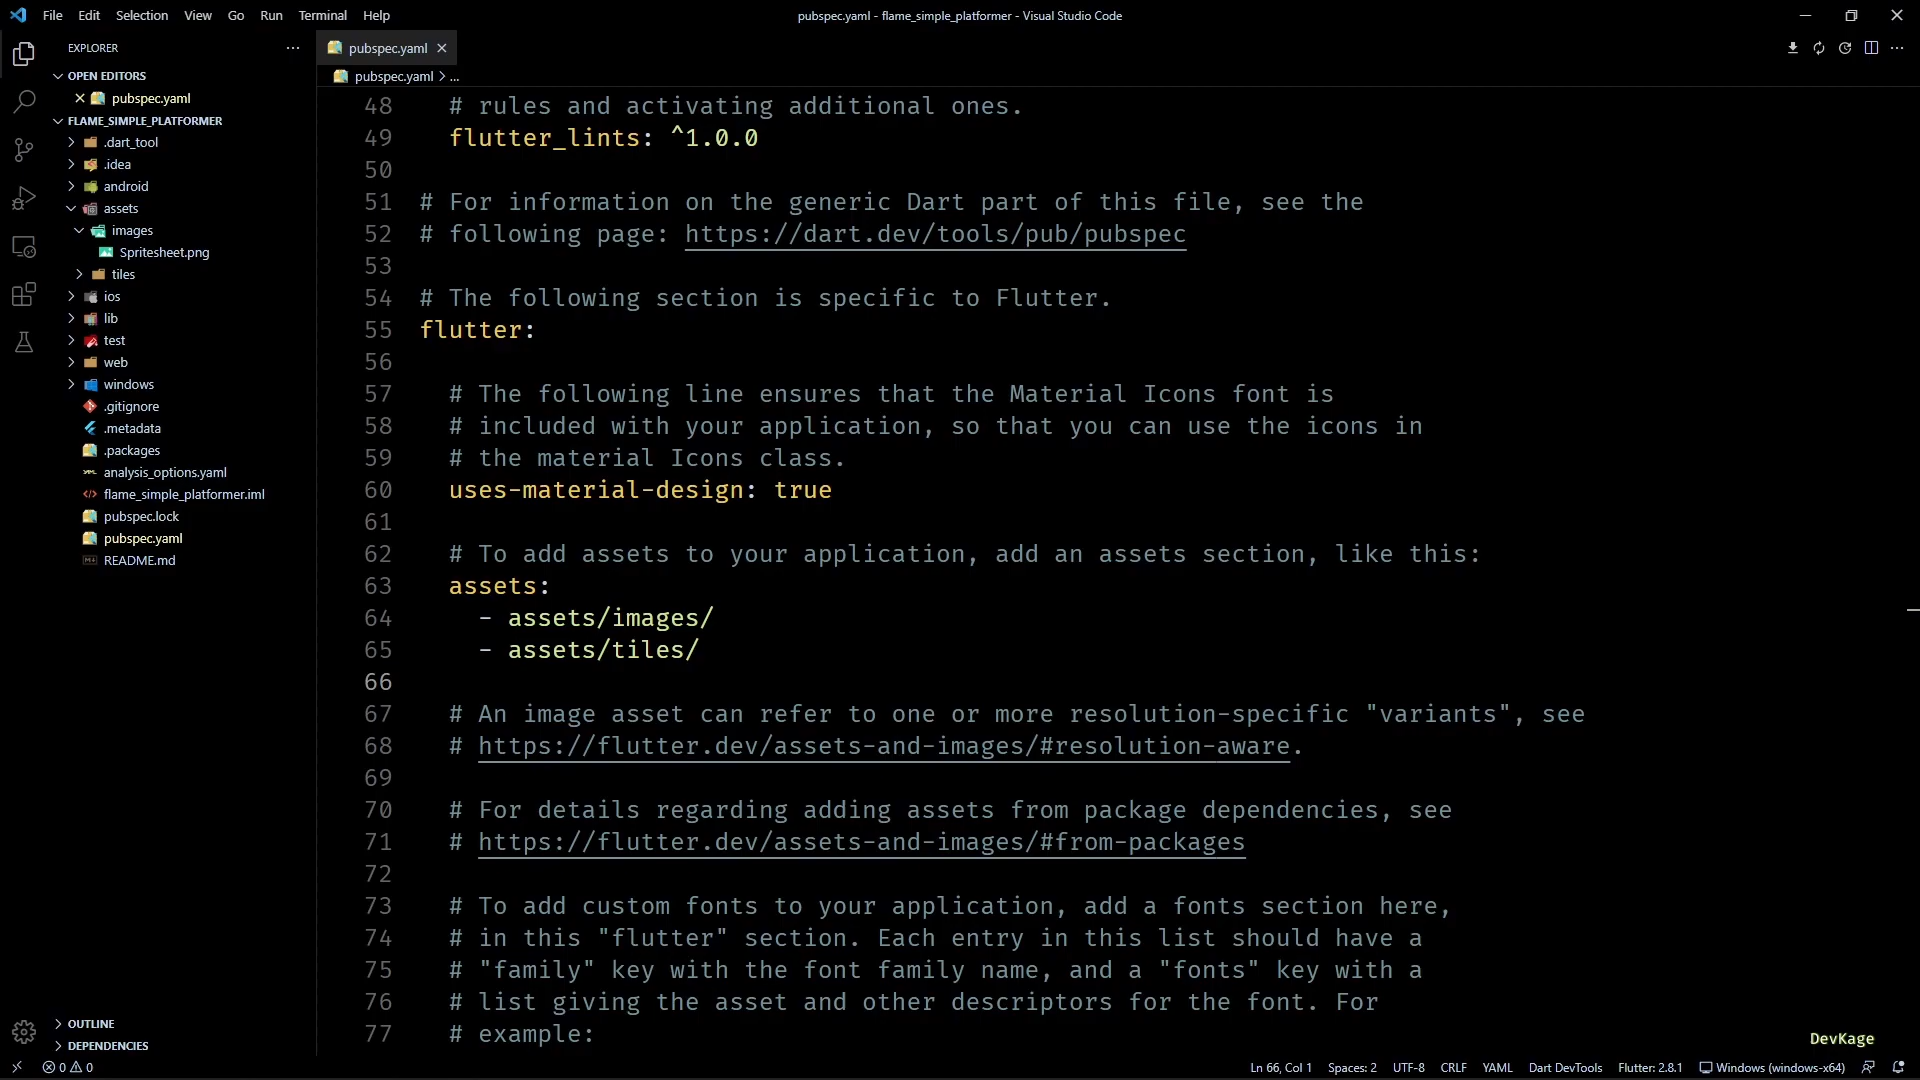 File Edit Selection View Go Run Terminal Help
pubspec.yaml - flame_simple_platformer - Visual Studio Code
EXPLORER
OPEN EDITORS
pubspec.yaml
FLAME_SIMPLE_PLATFORMER
.dart_tool
.idea
android
assets
images
Spritesheet.png
tiles
ios
lib
test
web
windows
.gitignore
.metadata
.packages
analysis_options.yaml
flame_simple_platformer.iml
pubspec.lock
pubspec.yaml
README.md
OUTLINE
DEPENDENCIES
pubspec.yaml
pubspec.yaml > ...
48 # rules and activating additional ones.
49 flutter_lints: ^1.0.0
50
51 # For information on the generic Dart part of this file, see the
52 # following page: https://dart.dev/tools/pub/pubspec
53
54 # The following section is specific to Flutter.
55 flutter:
56
57 # The following line ensures that the Material Icons font is
58 # included with your application, so that you can use the icons in
59 # the material Icons class.
60 uses-material-design: true
61
62 # To add assets to your application, add an assets section, like this:
63 assets:
64 - assets/images/
65 - assets/tiles/
66
67 # An image asset can refer to one or more resolution-specific "variants", see
68 # https://flutter.dev/assets-and-images/#resolution-aware.
69
70 # For details regarding adding assets from package dependencies, see
71 # https://flutter.dev/assets-and-images/#from-packages
72
73 # To add custom fonts to your application, add a fonts section here,
74 # in this "flutter" section. Each entry in this list should have a
75 # "family" key with the font family name, and a "fonts" key with a
76 # list giving the asset and other descriptors for the font. For
77 # example:
DevKage
0 0
Ln 66, Col 1 Spaces: 2 UTF-8 CRLF YAML Dart DevTools Flutter: 2.8.1 Windows (windows-x64)